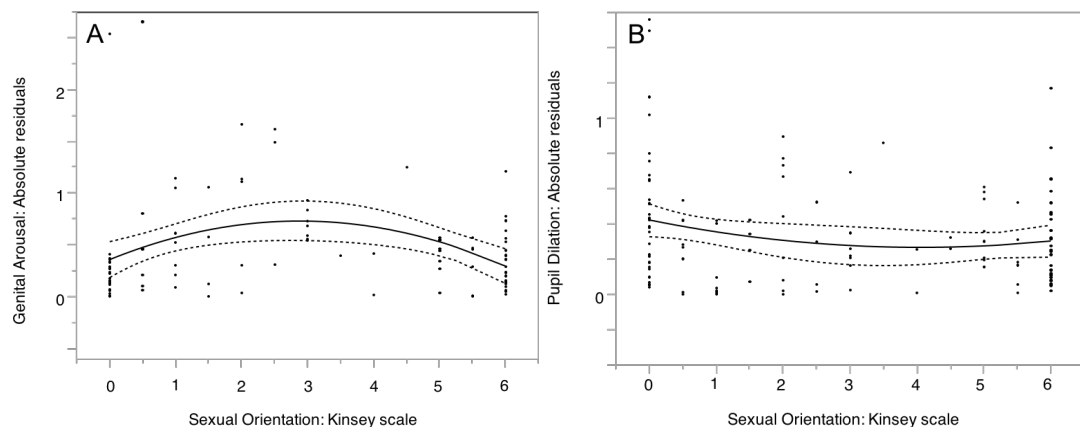 A
Genital Arousal: Absolute residuals
2
1
0
0 1 2 3 4 5 6
Sexual Orientation: Kinsey scale
B
Pupil Dilation: Absolute residuals
1
0
0 1 2 3 4 5 6
Sexual Orientation: Kinsey scale